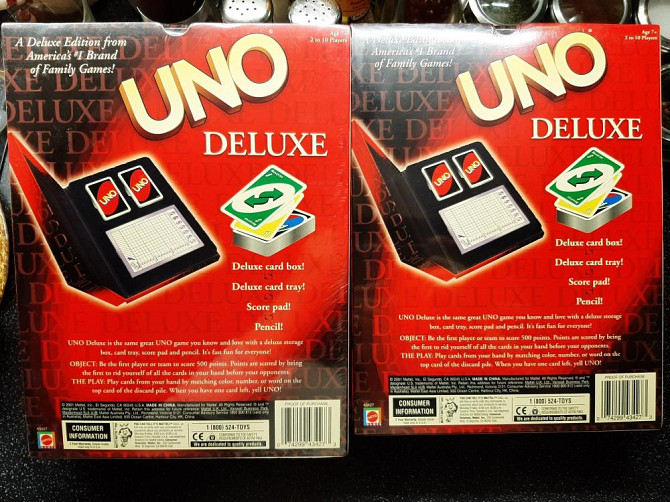 A Deluxe Edition from
America's #1 Brand
of Family Games!
Age 7+
2 to 10 Players
UNO
DELUXE
UNO
UNO
Deluxe card box!
Deluxe card tray!
Score pad!
Pencil!
UNO Deluxe is the same great UNO game you know and love with a deluxe storage
box, card tray, score pad and pencil. It's fast fun for everyone!
OBJECT: Be the first player or team to score 500 points. Points are scored by being
the first to rid yourself of all the cards in your hand before your opponents.
THE PLAY: Play cards from your hand by matching color, number, or word on the
top card of the discard pile. When you have one card left, yell UNO!
MADE IN CHINA
CONSUMER
INFORMATION
1 (800) 524-TOYS
We are dedicated to quality products.
PROOF OF PURCHASE
74299"43427
MATTEL
A Deluxe Edition from
America's #1 Brand
of Family Games!
Age 7+
2 to 10 Players
UNO
DELUXE
UNO
UNO
Deluxe card box!
Deluxe card tray!
Score pad!
Pencil!
UNO Deluxe is the same great UNO game you know and love with a deluxe storage
box, card tray, score pad and pencil. It's fast fun for everyone!
OBJECT: Be the first player or team to score 500 points. Points are scored by being
the first to rid yourself of all the cards in your hand before your opponents.
THE PLAY: Play cards from your hand by matching color, number, or word on the
top card of the discard pile. When you have one card left, yell UNO!
MADE IN CHINA
CONSUMER
INFORMATION
1 (800) 524-TOYS
We are dedicated to quality products.
PROOF OF PURCHASE
74299"43427
MATTEL